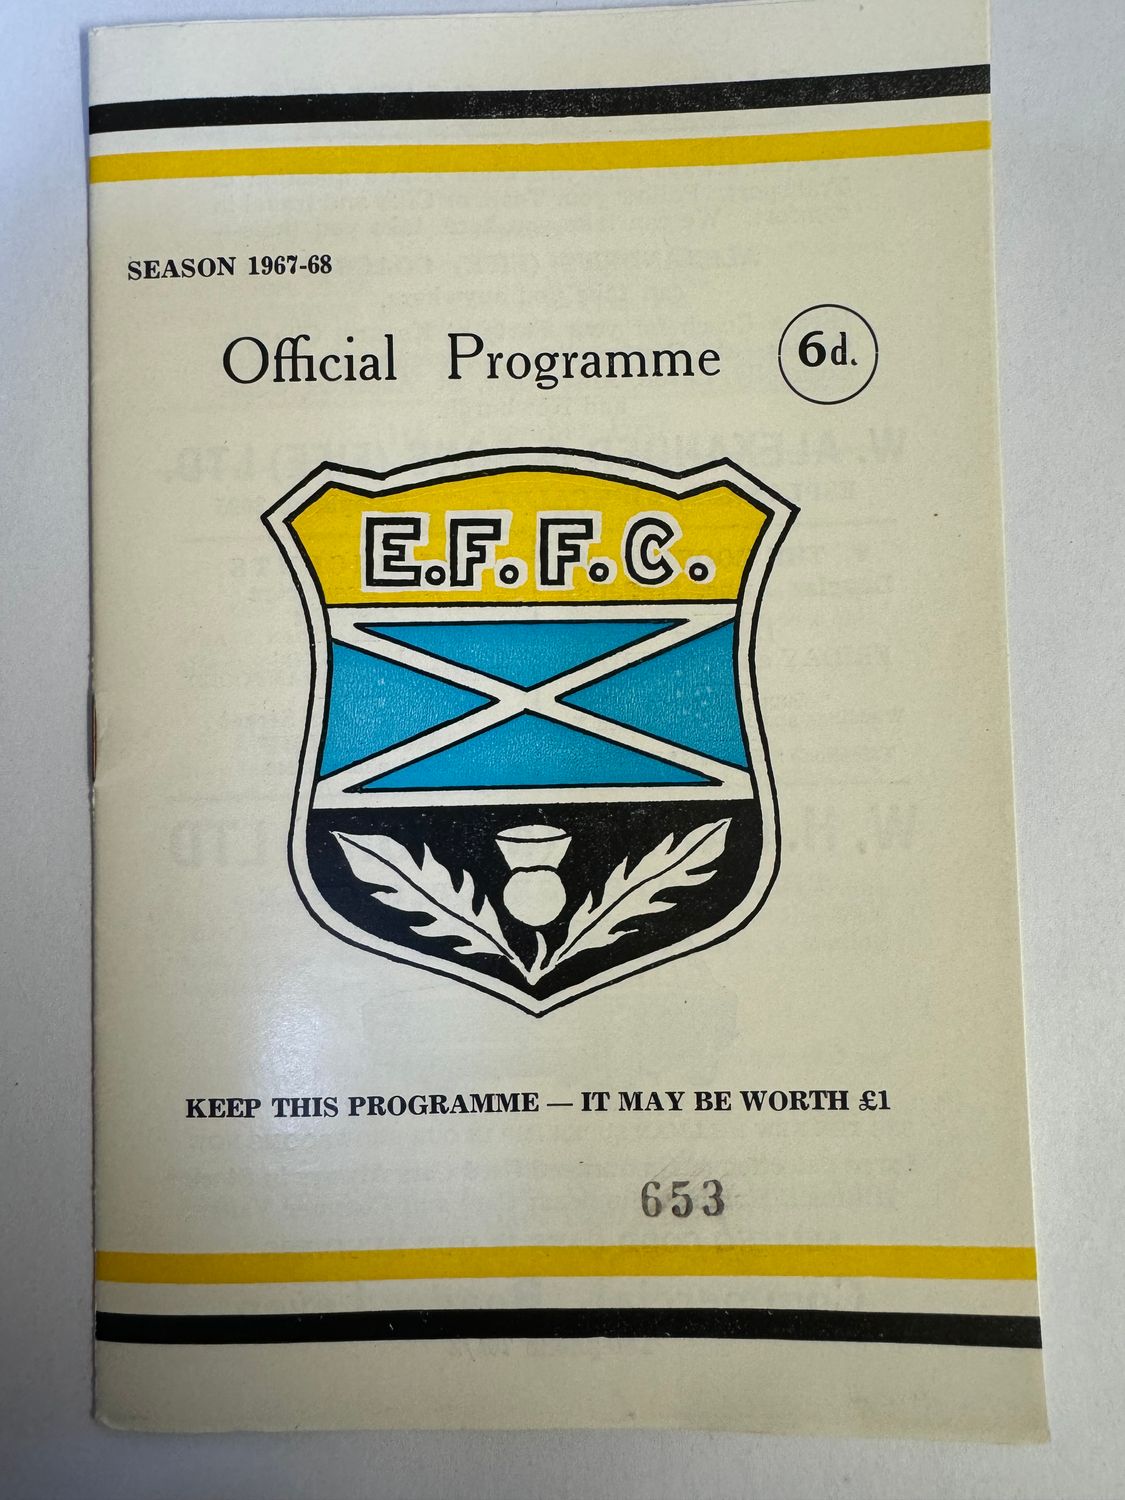 SEASON 1967-68
Official Programme 6d.
E.F.F.C.
KEEP THIS PROGRAMME — IT MAY BE WORTH £1
653